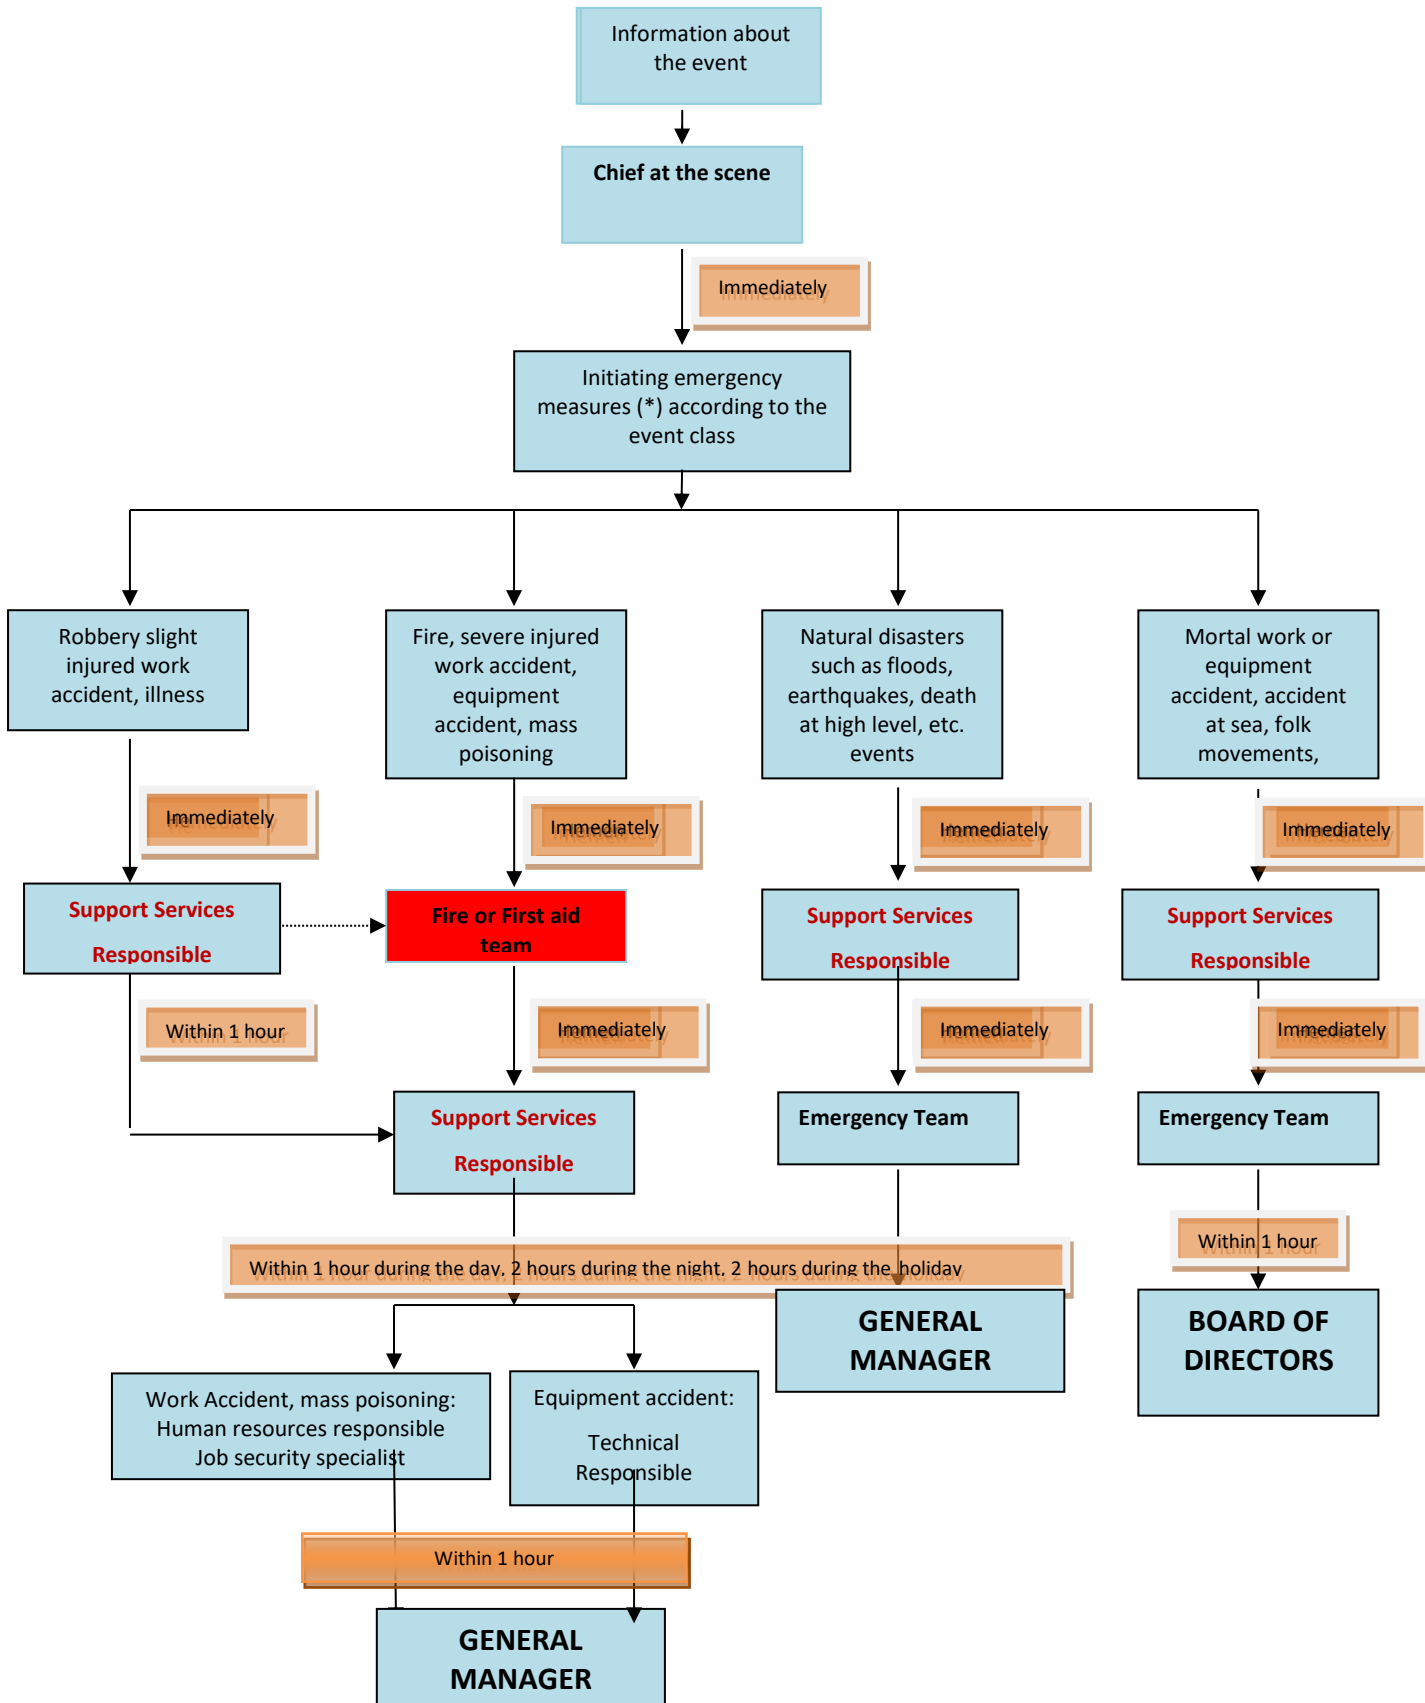 Information about
the event
Chief at the scene
Immediately
Initiating emergency
measures (*) according to the
event class
Robbery slight
injured work
accident, illness
Fire, severe injured
work accident,
equipment
accident, mass
poisoning
Natural disasters
such as floods,
earthquakes, death
at high level, etc.
events
Mortal work or
equipment
accident, accident
at sea, folk
movements,
Immediately
Immediately
Immediately
Immediately
Support Services
Responsible
Fire or First aid
team
Support Services
Responsible
Support Services
Responsible
Within 1 hour
Immediately
Immediately
Immediately
Support Services
Responsible
Emergency Team
Emergency Team
Within 1 hour during the day, 2 hours during the night, 2 hours during the holiday
Within 1 hour
GENERAL
MANAGER
BOARD OF
DIRECTORS
Work Accident, mass poisoning:
Human resources responsible
Job security specialist
Equipment accident:
Technical
Responsible
Within 1 hour
GENERAL
MANAGER